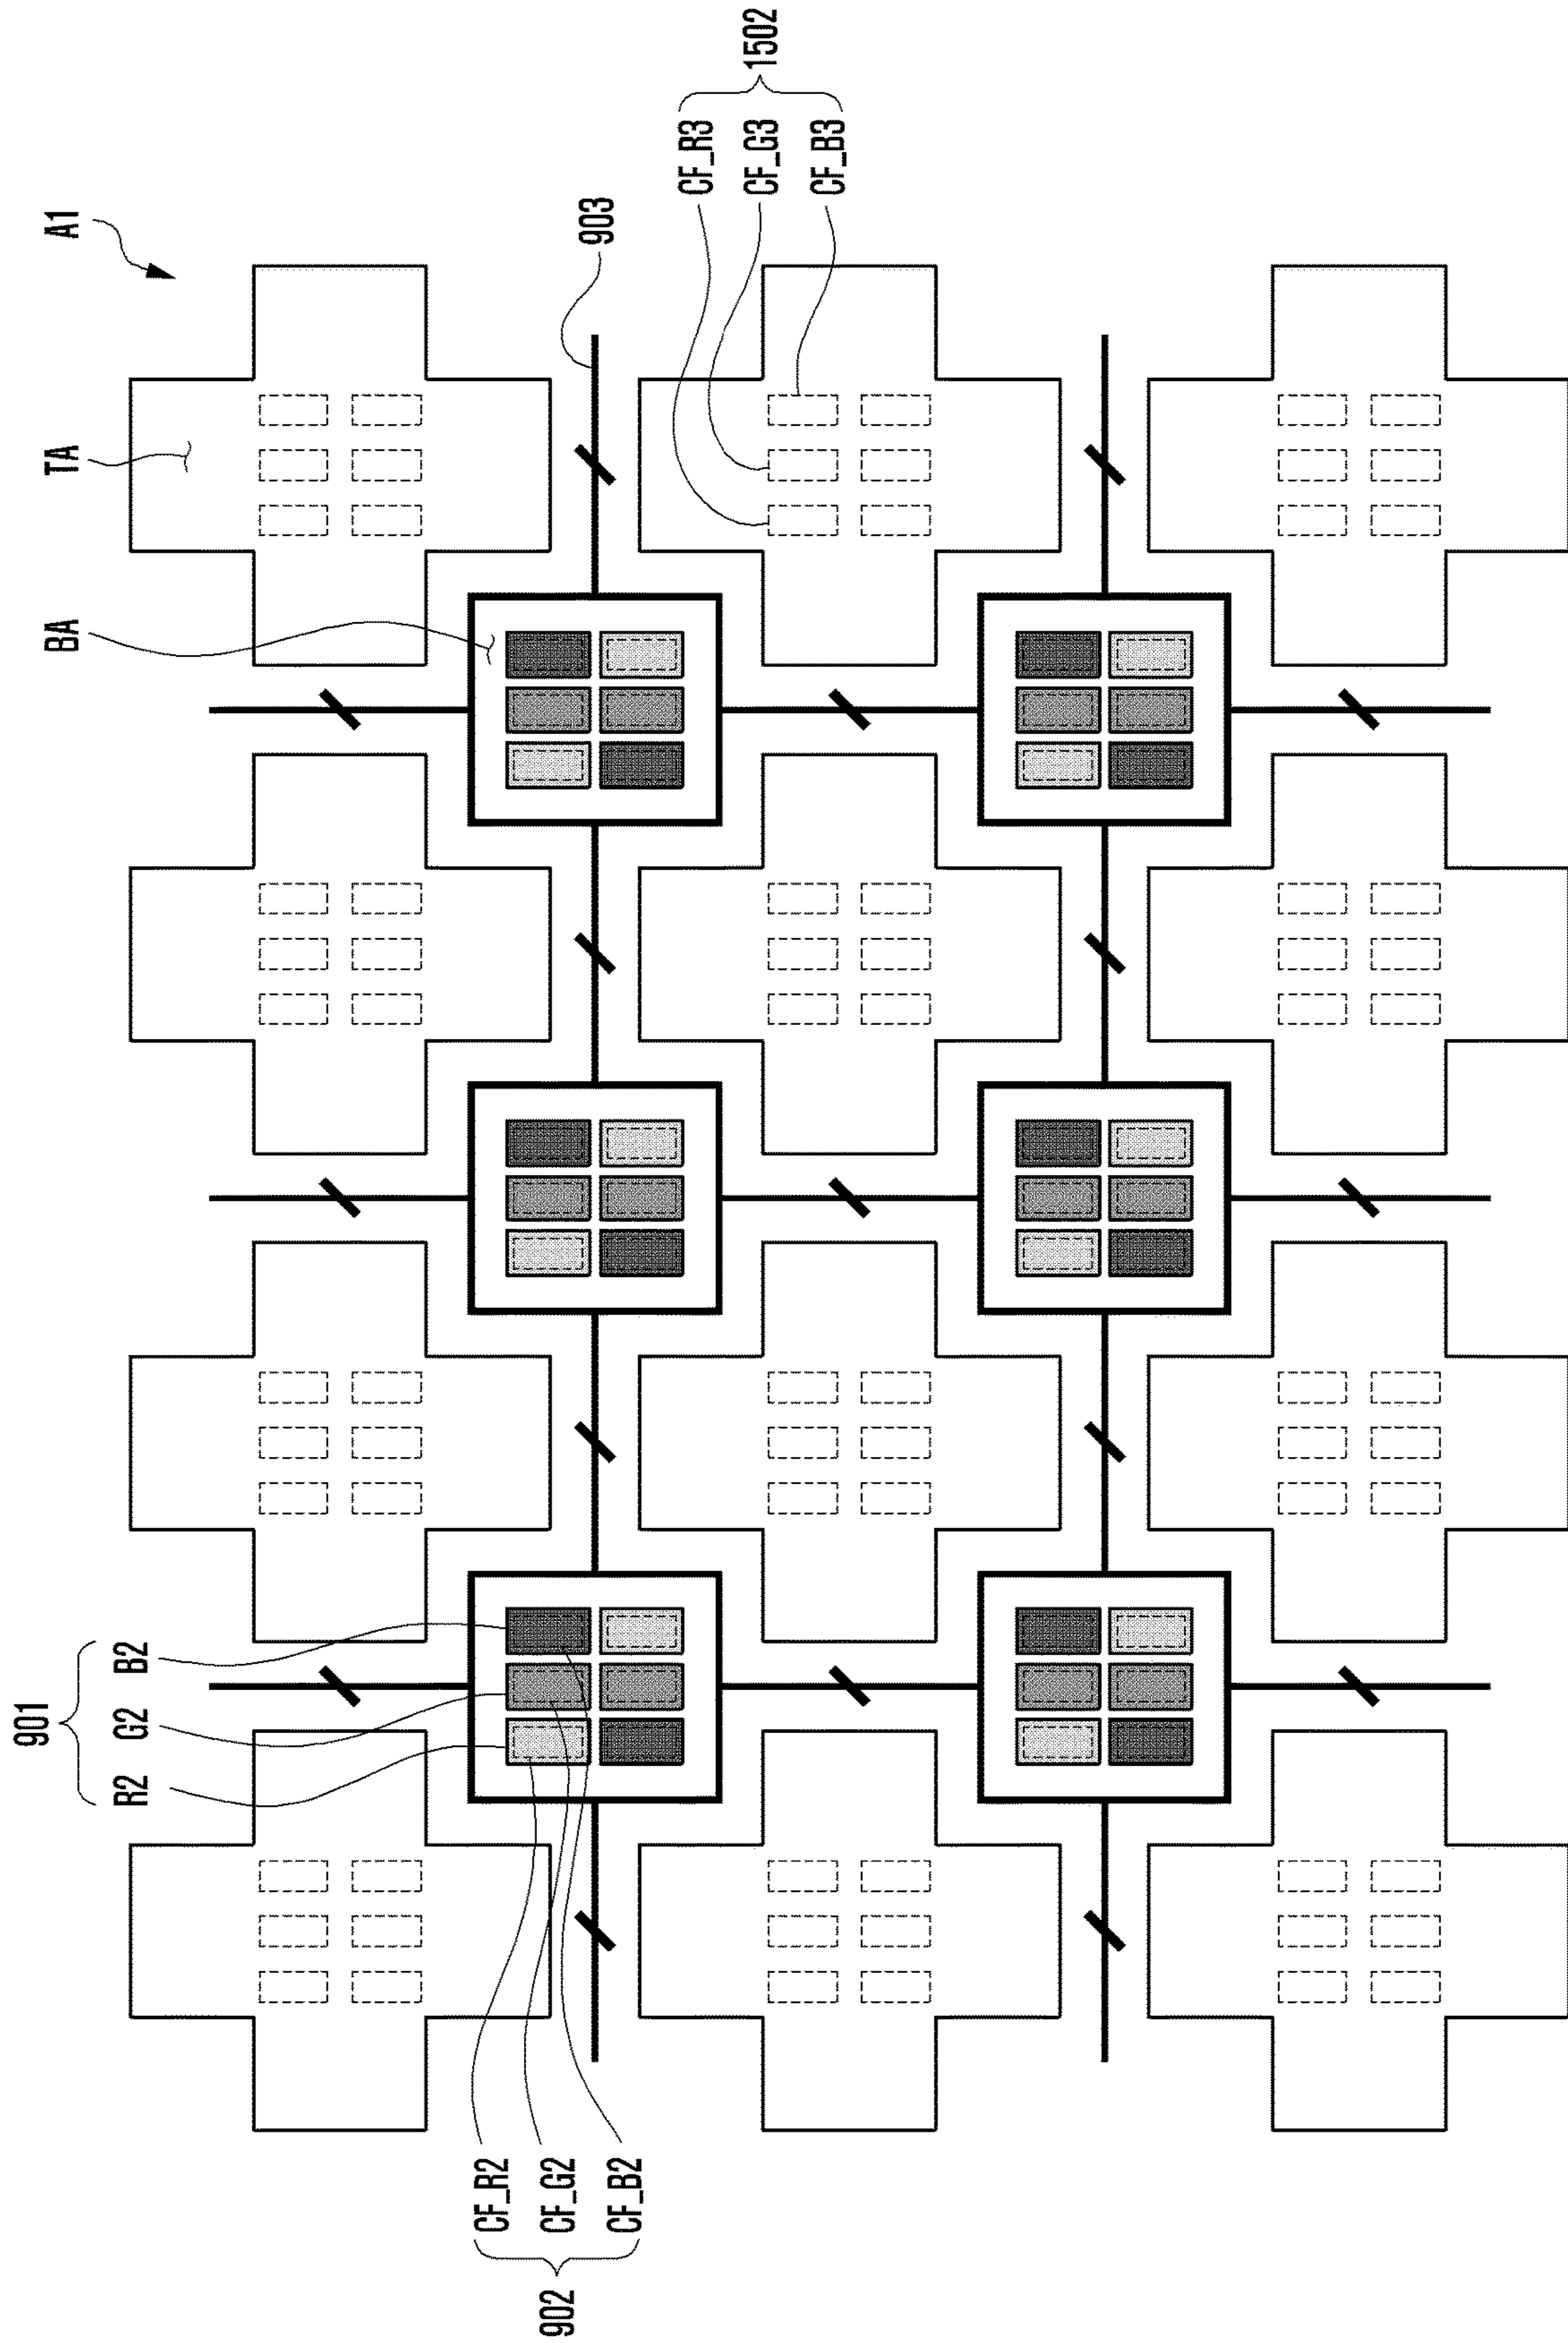 A1
TA
BA
901
R2 G2 B2
903
CF_R3
CF_G3
CF_B3
1502
CF_R2
CF_G2
CF_B2
902